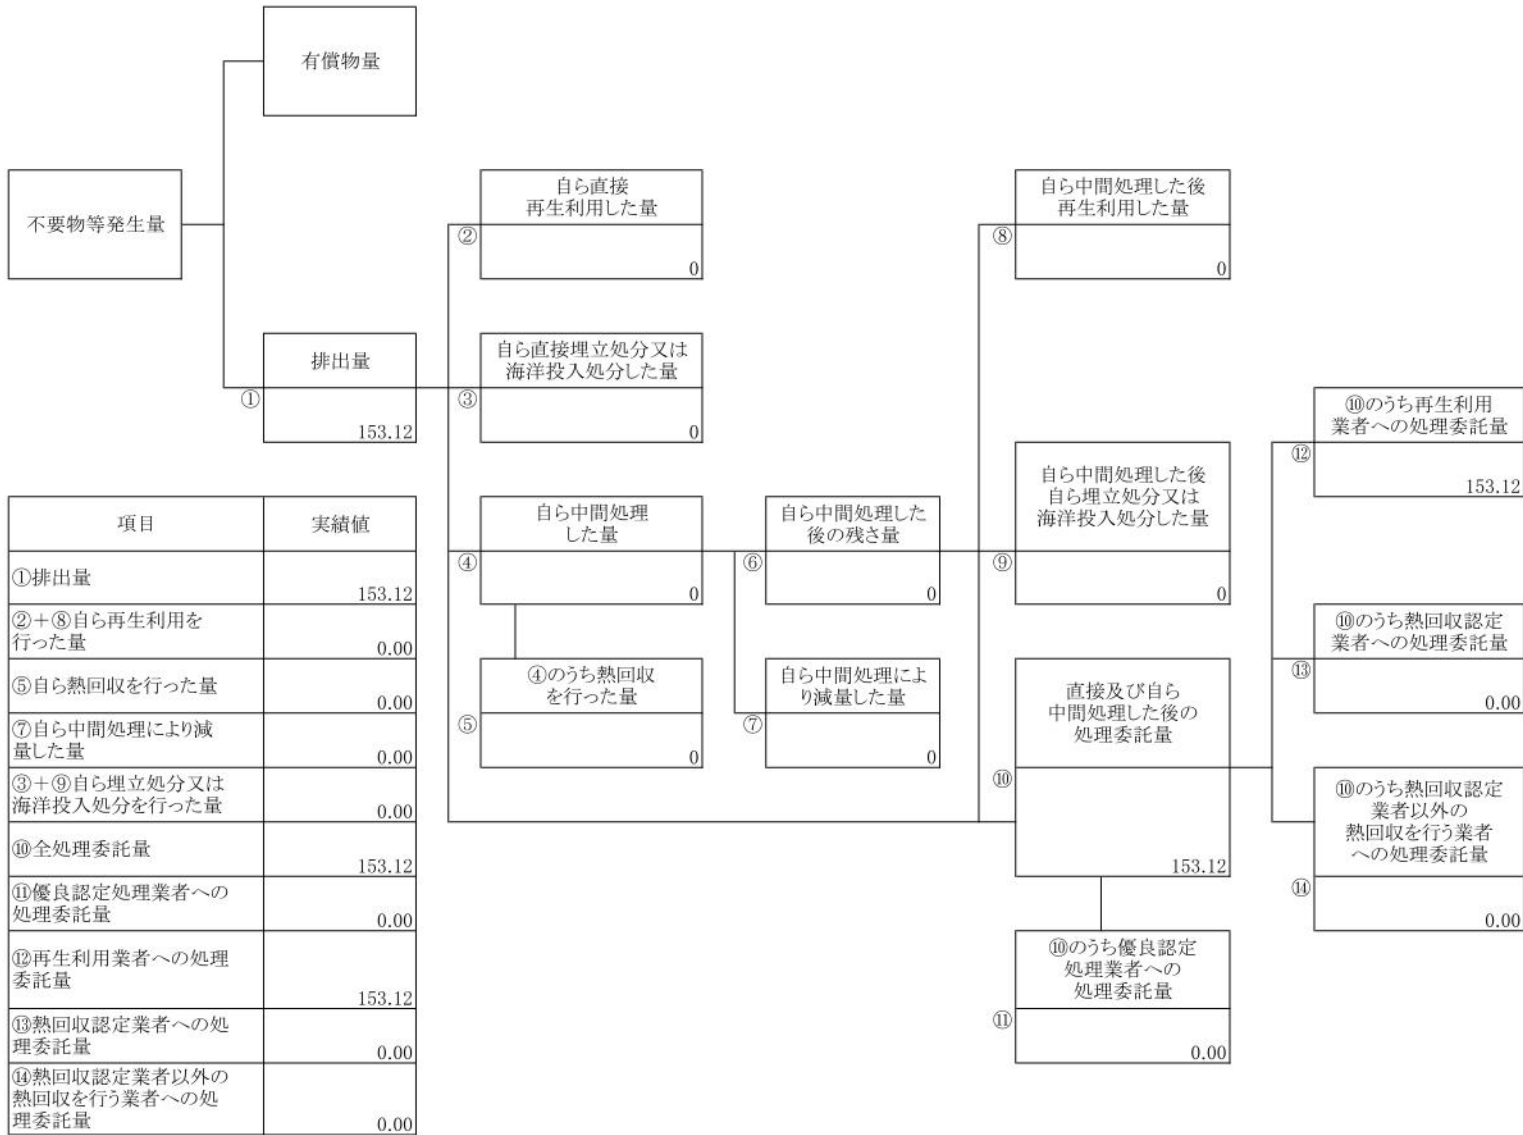 有償物量
不要物等発生量
自ら直接
再生利用した量
②
0
自ら中間処理した後
再生利用した量
⑧
0
排出量
①
153.12
自ら直接埋立処分又は
海洋投入処分した量
③
0
⑩のうち再生利用
業者への処理委託量
⑫
153.12
自ら中間処理
した量
④
0
自ら中間処理した
後の残さ量
⑥
0
自ら中間処理した後
自ら埋立処分又は
海洋投入処分した量
⑨
0
⑩のうち熱回収認定
業者への処理委託量
⑬
0.00
④のうち熱回収
を行った量
⑤
0
自ら中間処理によ
り減量した量
⑦
0
直接及び自ら
中間処理した後の
処理委託量
⑩
153.12
⑩のうち熱回収認定
業者以外の
熱回収を行う業者
への処理委託量
⑭
0.00
⑩のうち優良認定
処理業者への
処理委託量
⑪
0.00
項目 実績値
①排出量
153.12
②+⑧自ら再生利用を
行った量
0.00
⑤自ら熱回収を行った量
0.00
⑦自ら中間処理により減
量した量
0.00
③+⑨自ら埋立処分又は
海洋投入処分を行った量
0.00
⑩全処理委託量
153.12
⑪優良認定処理業者への
処理委託量
0.00
⑫再生利用業者への処理
委託量
153.12
⑬熱回収認定業者への処
理委託量
0.00
⑭熱回収認定業者以外の
熱回収を行う業者への処
理委託量
0.00